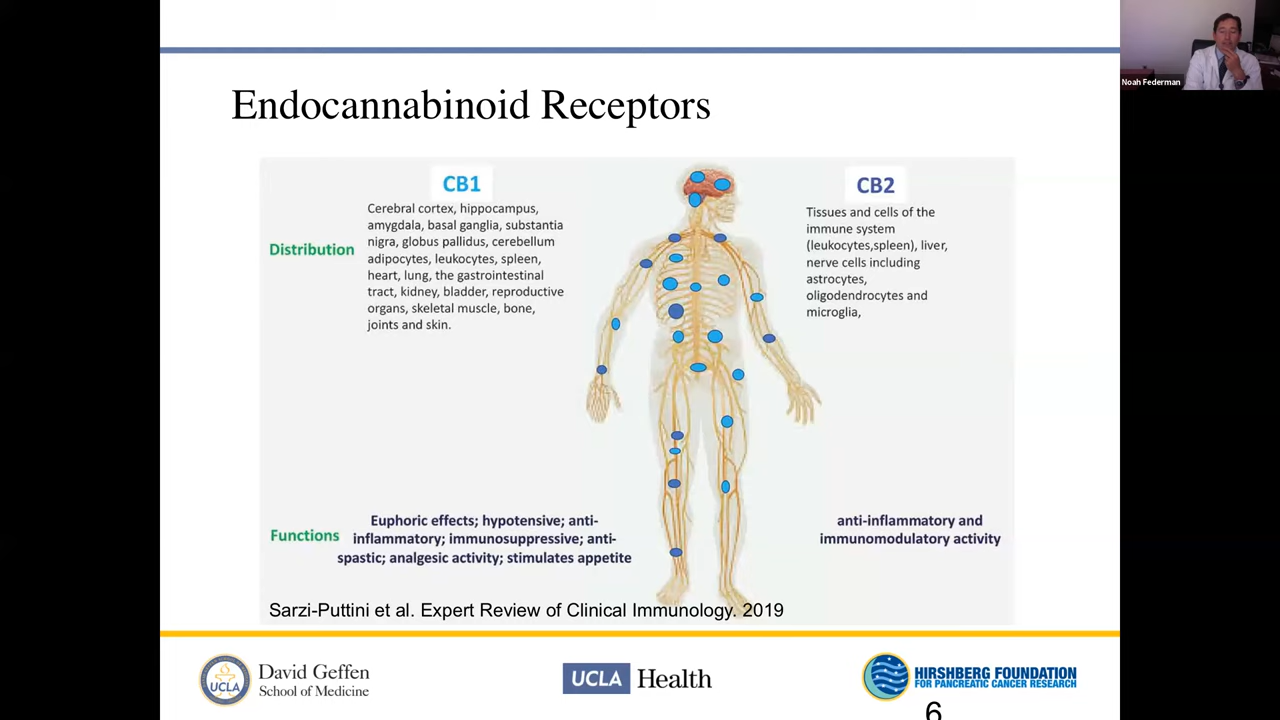 Noah Federman
Endocannabinoid Receptors
CB1
Cerebral cortex, hippocampus,
amygdala, basal ganglia, substantia
nigra, globus pallidus, cerebellum
adipocytes, leukocytes, spleen,
heart, lung, the gastrointestinal
tract, kidney, bladder, reproductive
organs, skeletal muscle, bone,
joints and skin.
CB2
Tissues and cells of the
immune system
(leukocytes,spleen), liver,
nerve cells including
astrocytes,
oligodendrocytes and
microglia,
Distribution
Functions
Euphoric effects; hypotensive; anti-
inflammatory; immunosuppressive; anti-
spastic; analgesic activity; stimulates appetite
anti-inflammatory and
immunomodulatory activity
Sarzi-Puttini et al. Expert Review of Clinical Immunology. 2019
UCLA
David Geffen
School of Medicine
UCLA Health
HIRSHBERG FOUNDATION
FOR PANCREATIC CANCER RESEARCH
6